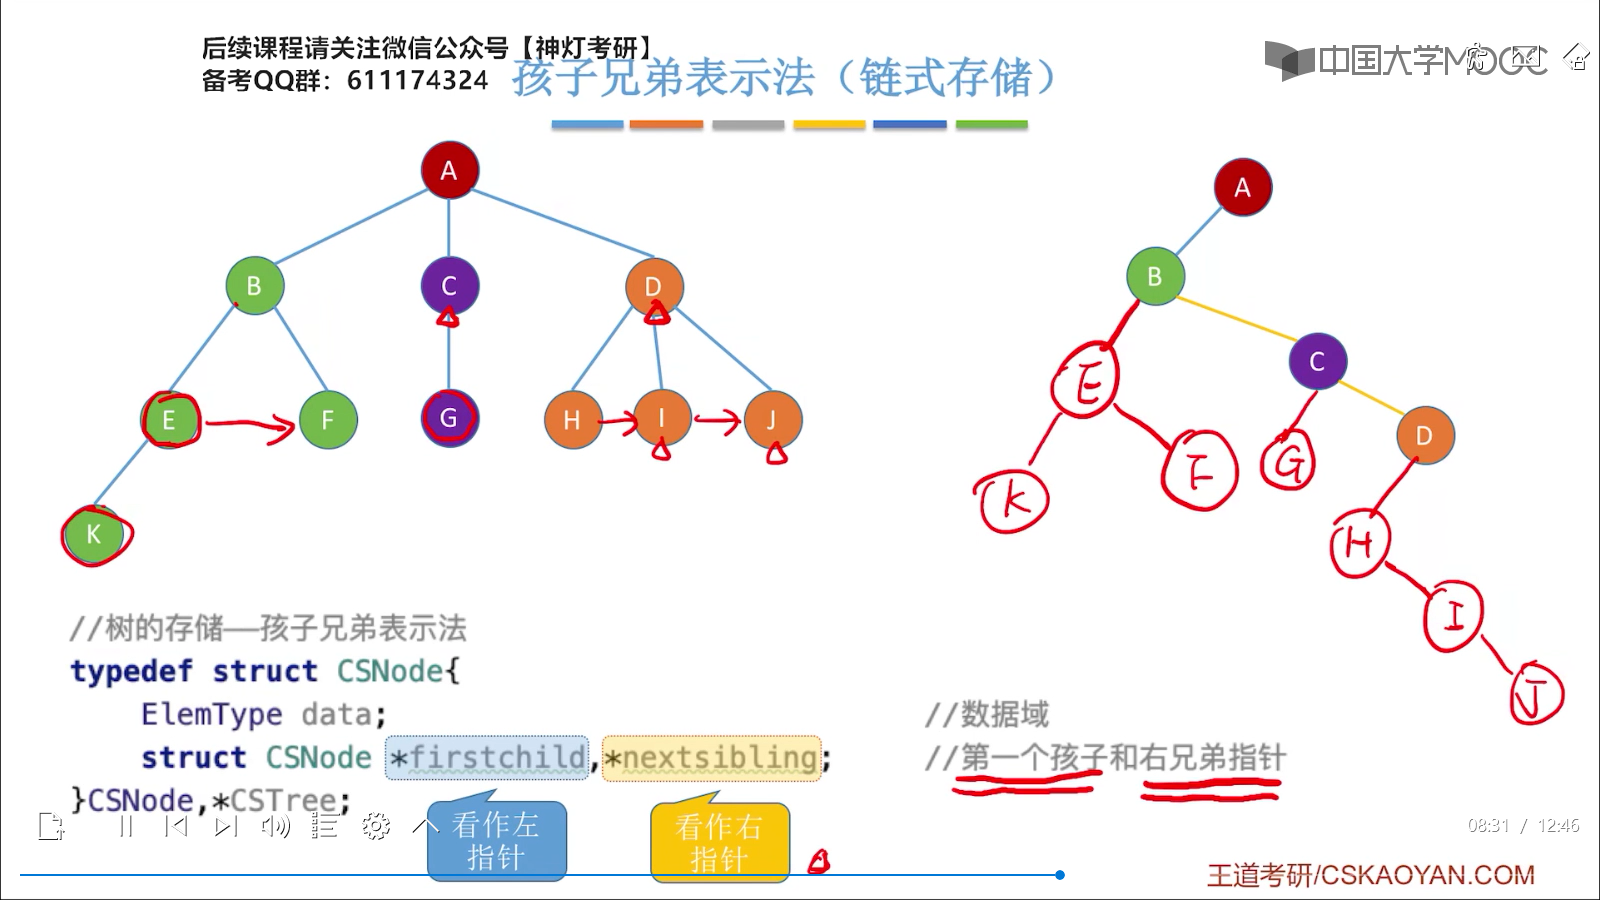 后续课程请关注微信公众号【神灯考研】
备考QQ群：611174324
孩子兄弟表示法（链式存储）
中国大学MOOC
A
B
C
D
E
F
G
H
I
J
K
A
B
C
D
E
K
F
G
H
I
J
//树的存储——孩子兄弟表示法
typedef struct CSNode{
ElemType data; //数据域
struct CSNode *firstchild,*nextsibling; //第一个孩子和右兄弟指针
}CSNode,*CSTree;
看作左
指针
看作右
指针
08:31 / 12:46
王道考研/CSKAOYAN.COM